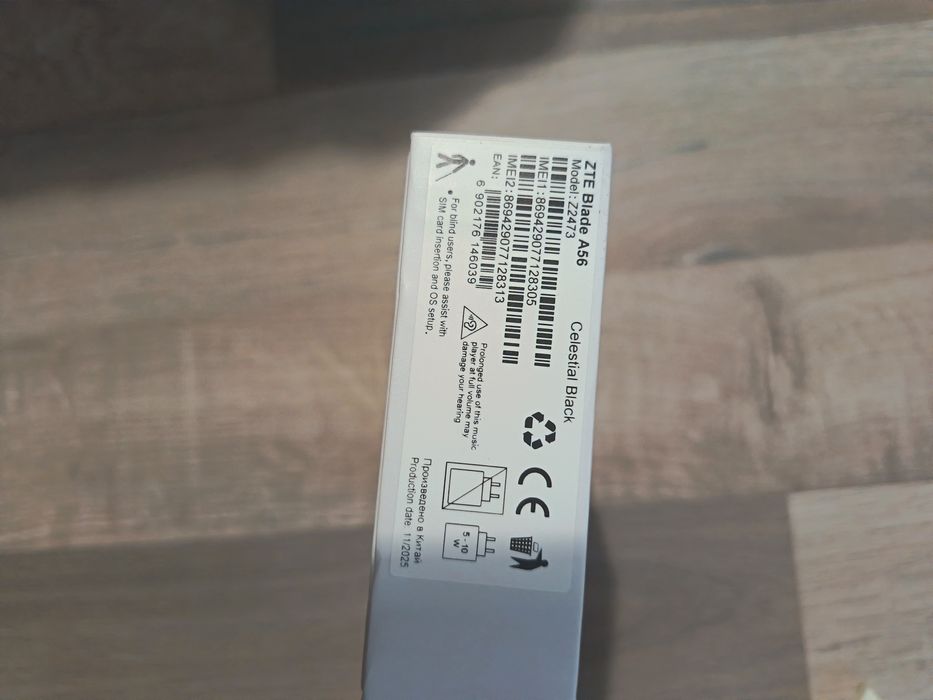 ZTE Blade A56
Celestial Black
Model:Z2473
IMEI1:869429077128305
IMEI2:869429077128313
EAN:
6 902176 146039
Prolonged use of this music
player at full volume may
damage your hearing
• For blind users, please assist with
SIM card insertion and OS setup.
CE
5 - 10
W
Произведено в Китай
Production date: 11/2025